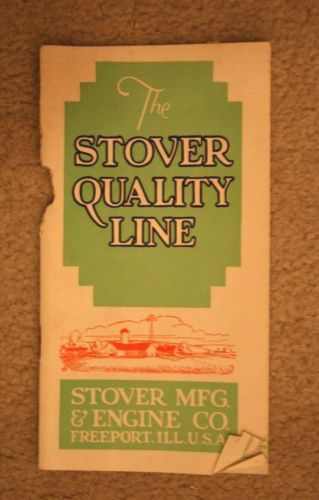 The
STOVER
QUALITY
LINE
STOVER MFG.
& ENGINE CO.
FREEPORT. ILL. U.S.A.